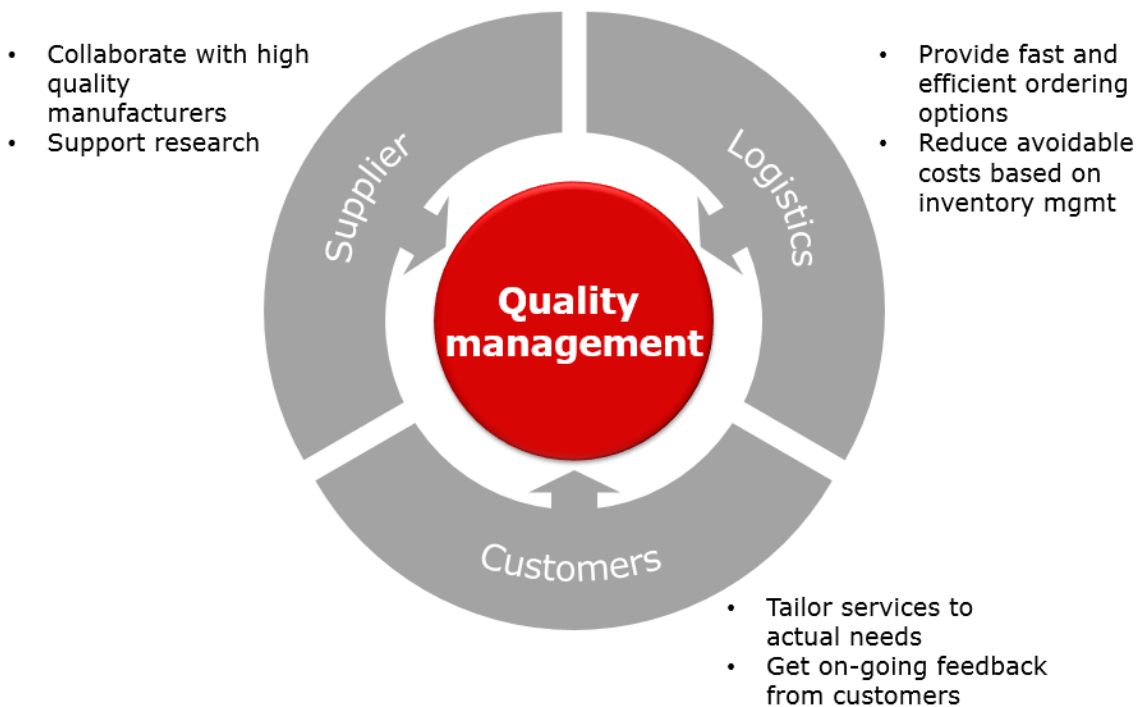 • Collaborate with high
quality
manufacturers
• Support research
• Provide fast and
efficient ordering
options
• Reduce avoidable
costs based on
inventory mgmt
Supplier
Logistics
Quality
management
Customers
• Tailor services to
actual needs
• Get on-going feedback
from customers